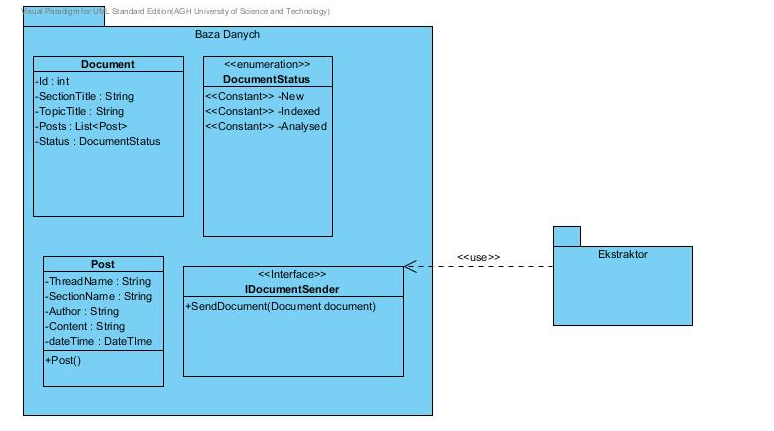 Visual Paradigm for UML Standard Edition(AGH University of Science and Technology)
Baza Danych
Document
-Id : int
-SectionTitle : String
-TopicTitle : String
-Posts : List<Post>
-Status : DocumentStatus
<<enumeration>>
DocumentStatus
<<Constant>> -New
<<Constant>> -Indexed
<<Constant>> -Analysed
Post
-ThreadName : String
-SectionName : String
-Author : String
-Content : String
-dateTime : DateTIme
+Post()
<<Interface>>
IDocumentSender
+SendDocument(Document document)
<<use>>
Ekstraktor